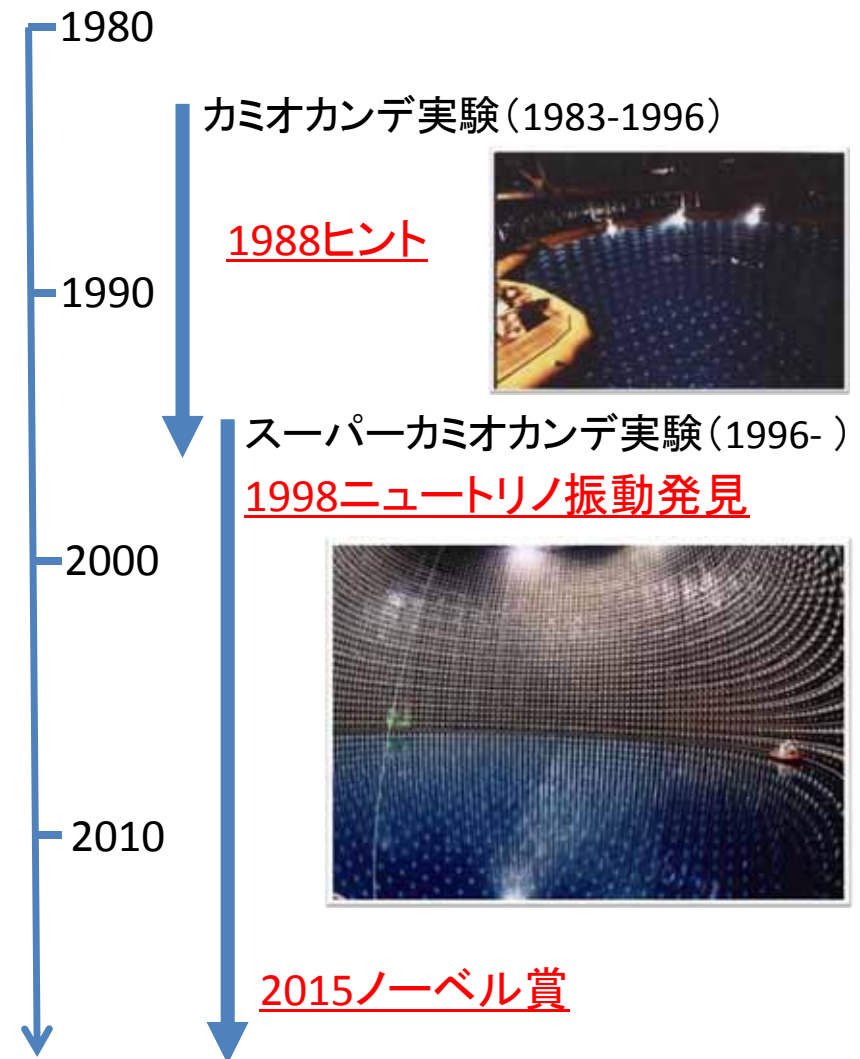 1980
カミオカンデ実験（1983-1996）
1988ヒント
1990
スーパーカミオカンデ実験（1996- ）
1998ニュートリノ振動発見
2000
2010
2015ノーベル賞